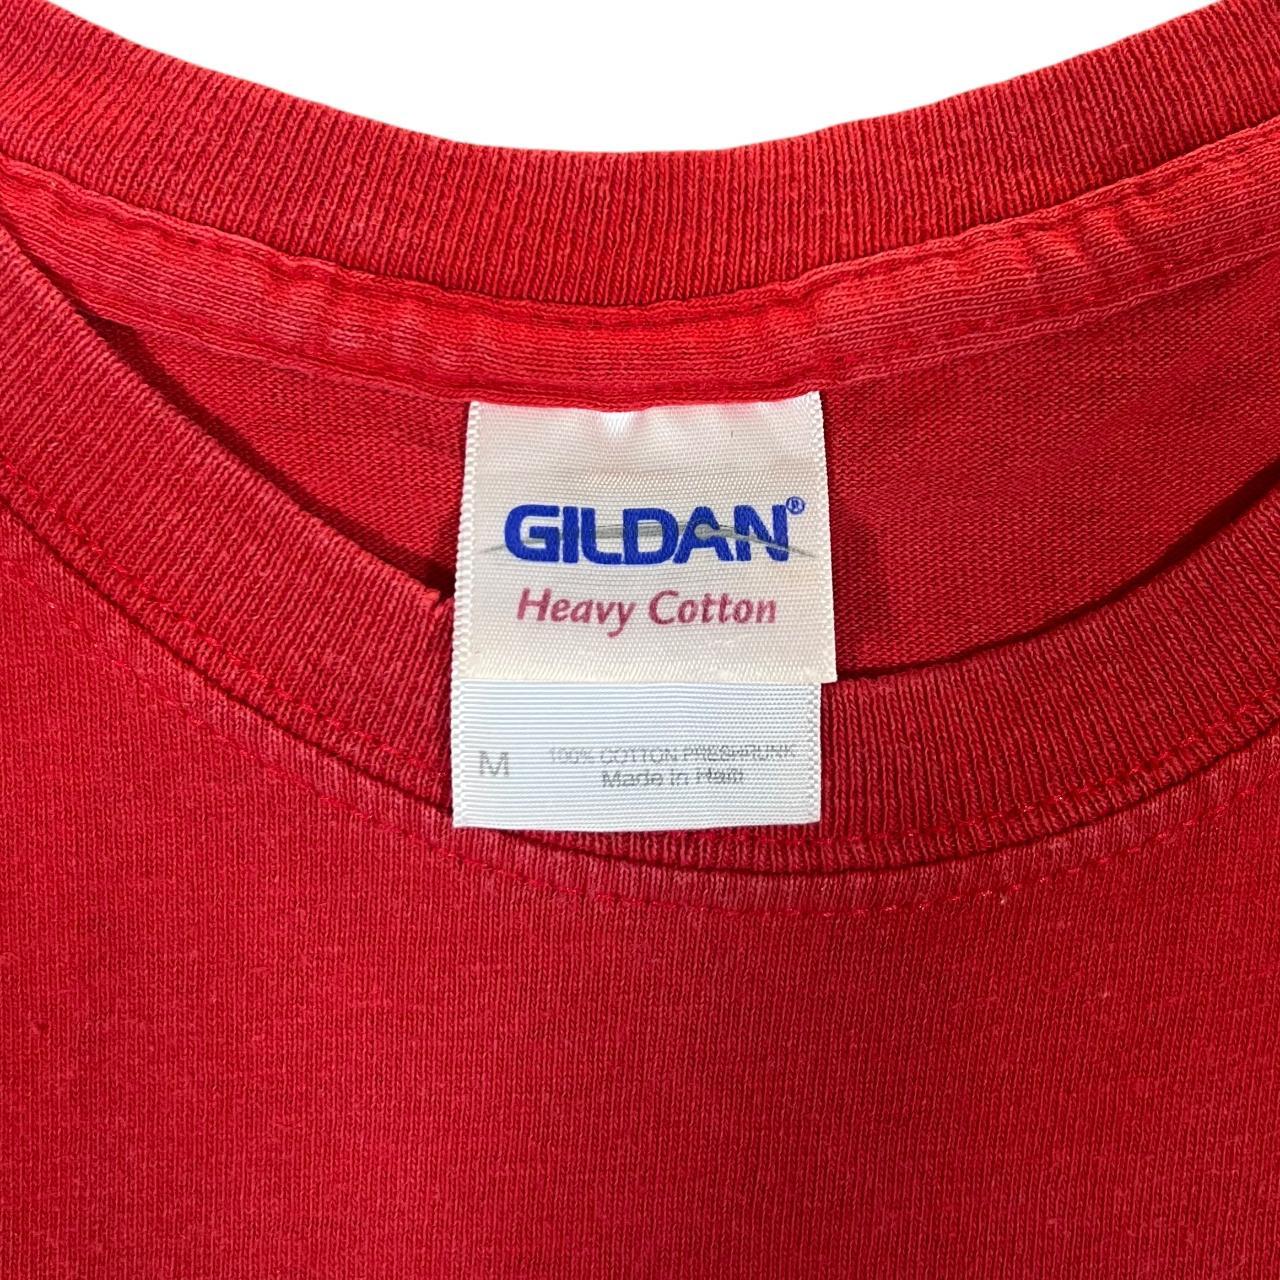 GILDAN®
Heavy Cotton
M 100% COTTON PRESHRUNK
Made in Haiti